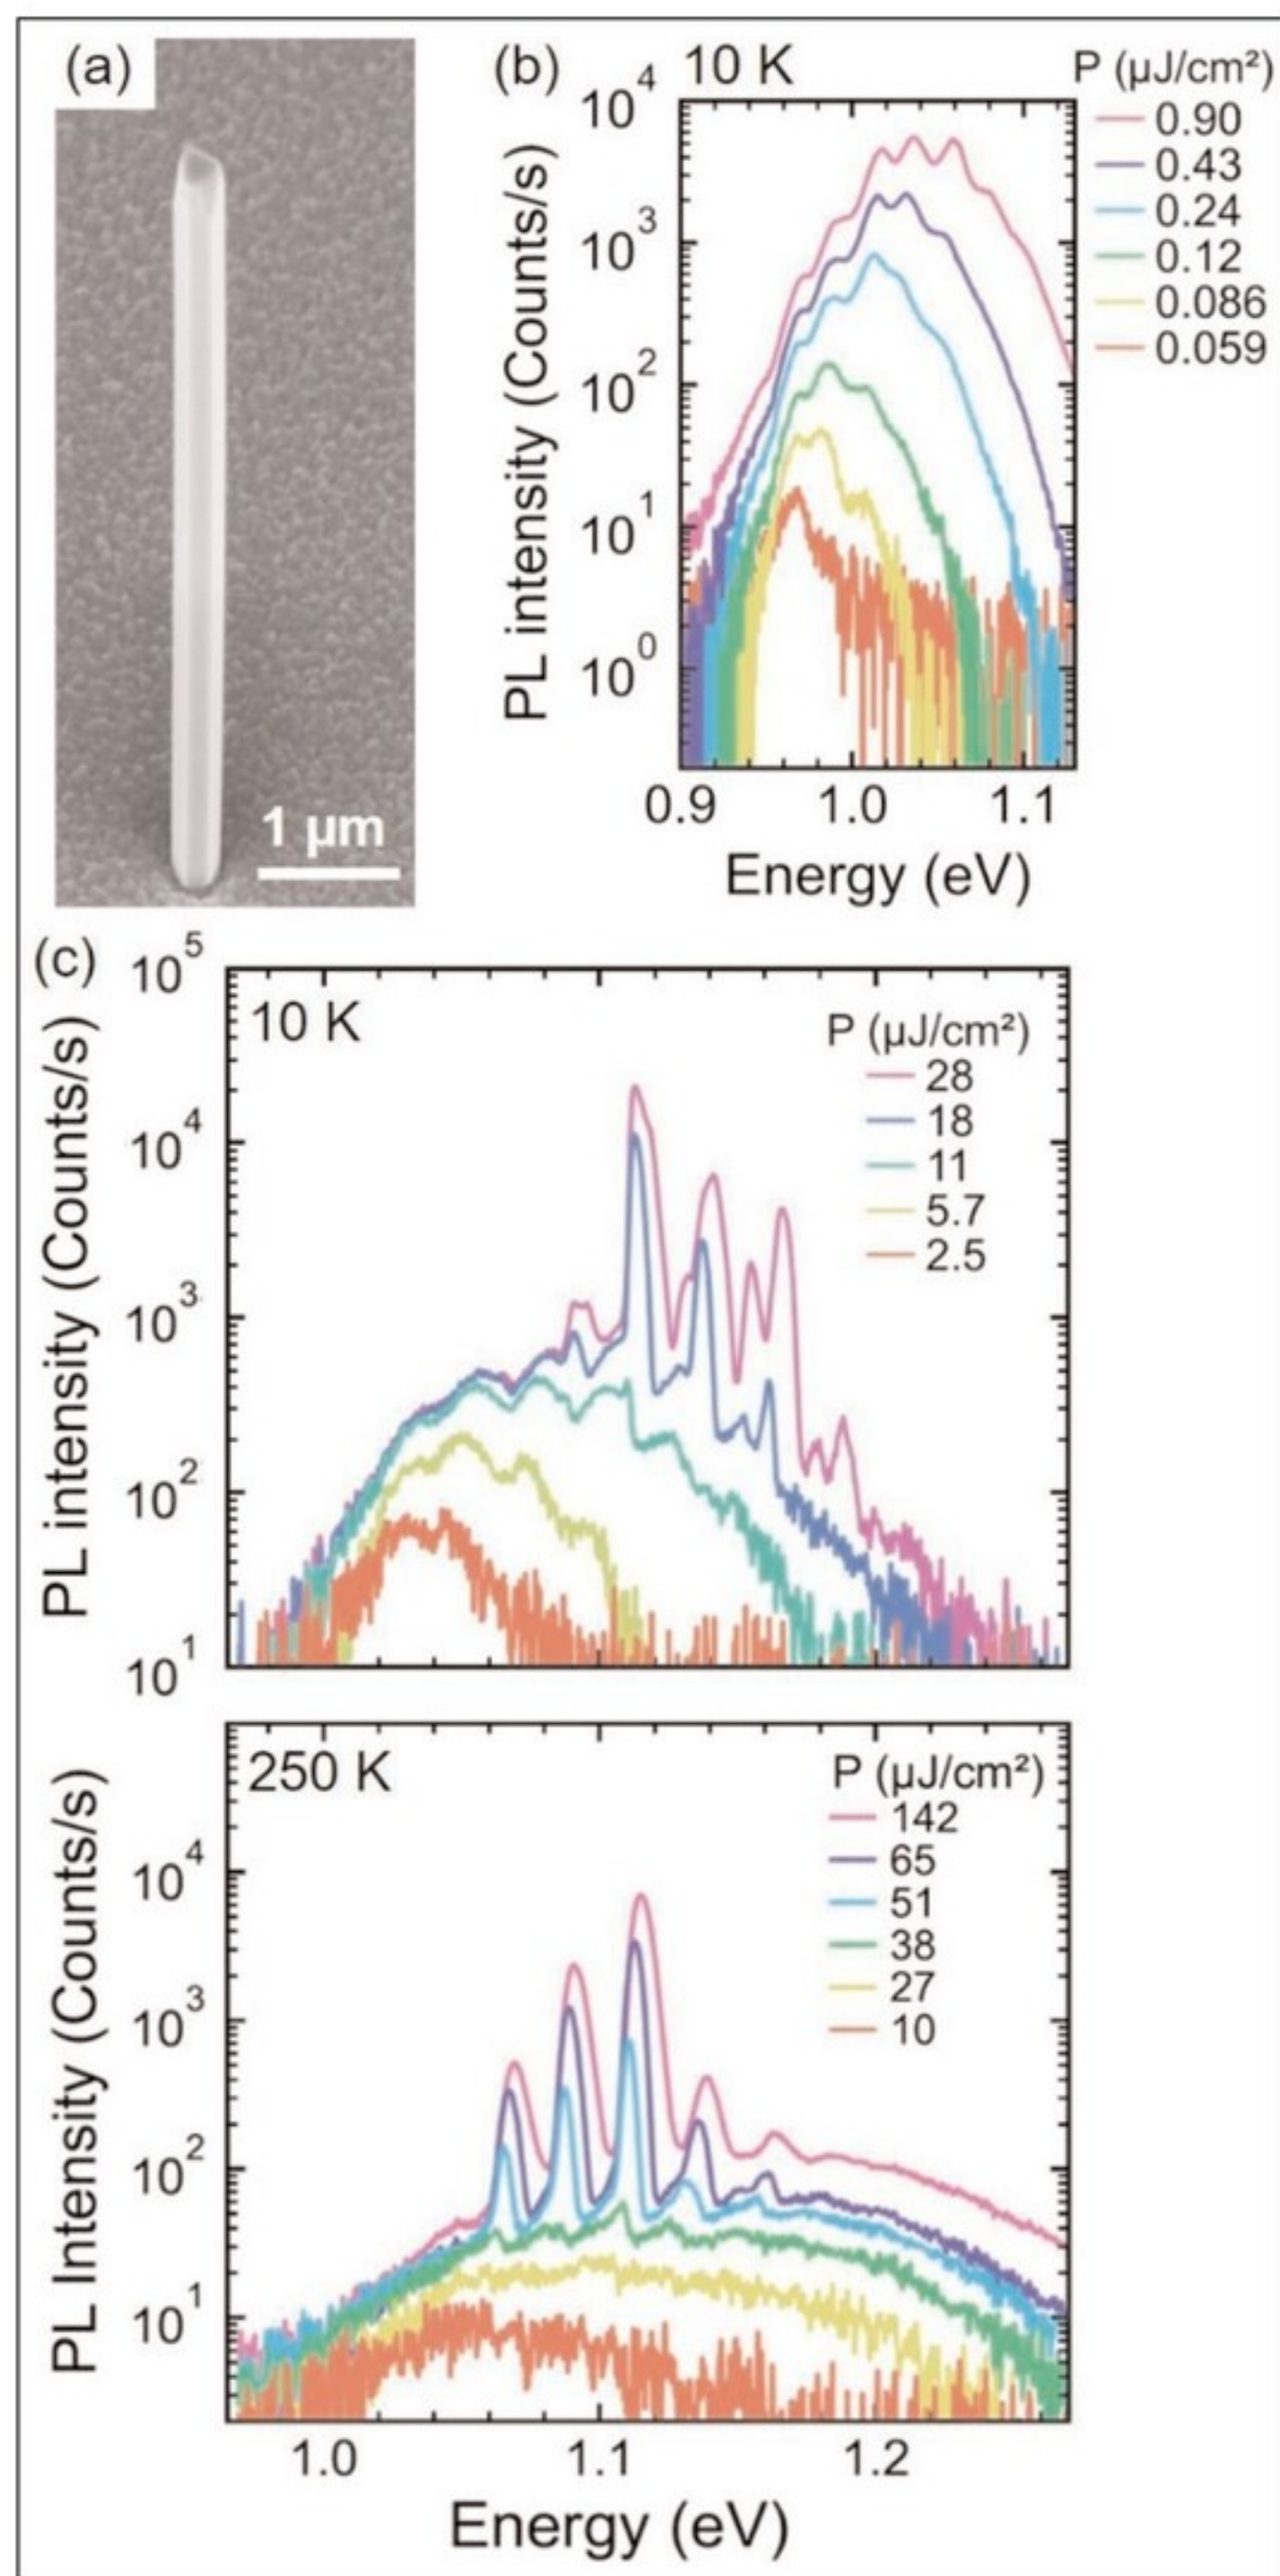 (a)
1 µm
(b)
10 K
P (µJ/cm²)
0.90
0.43
0.24
0.12
0.086
0.059
PL intensity (Counts/s)
10⁴
10³
10²
10¹
10⁰
0.9 1.0 1.1
Energy (eV)
(c)
10 K
P (µJ/cm²)
28
18
11
5.7
2.5
PL intensity (Counts/s)
10⁵
10⁴
10³
10²
10¹
250 K
P (µJ/cm²)
142
65
51
38
27
10
PL Intensity (Counts/s)
10⁴
10³
10²
10¹
1.0 1.1 1.2
Energy (eV)